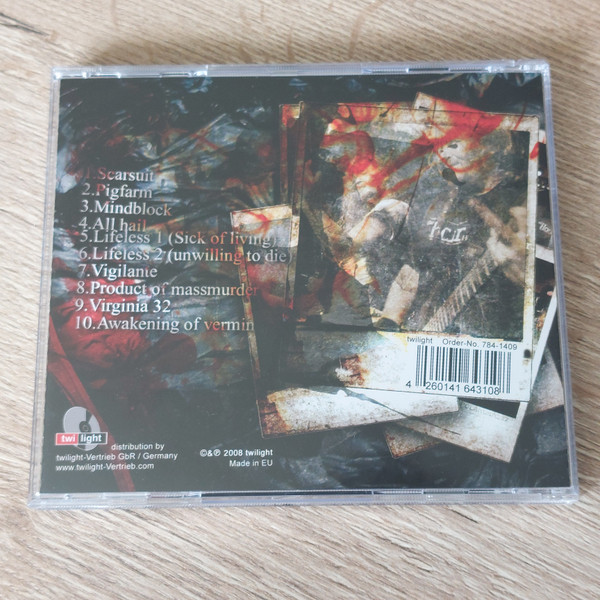 1.Scarsuit
2.Pigfarm
3.Mindblock
4.All hail
5.Lifeless 1 (Sick of living)
6.Lifeless 2 (unwilling to die
7.Vigilante
8.Product of massmurder
9.Virginia 32
10.Awakening of vermin
twilight Order-No. 784-1409
4 260141 643108
twilight
distribution by
twilight-Vertrieb GbR / Germany
www.twilight-Vertrieb.com
©&℗ 2008 twilight
Made in EU